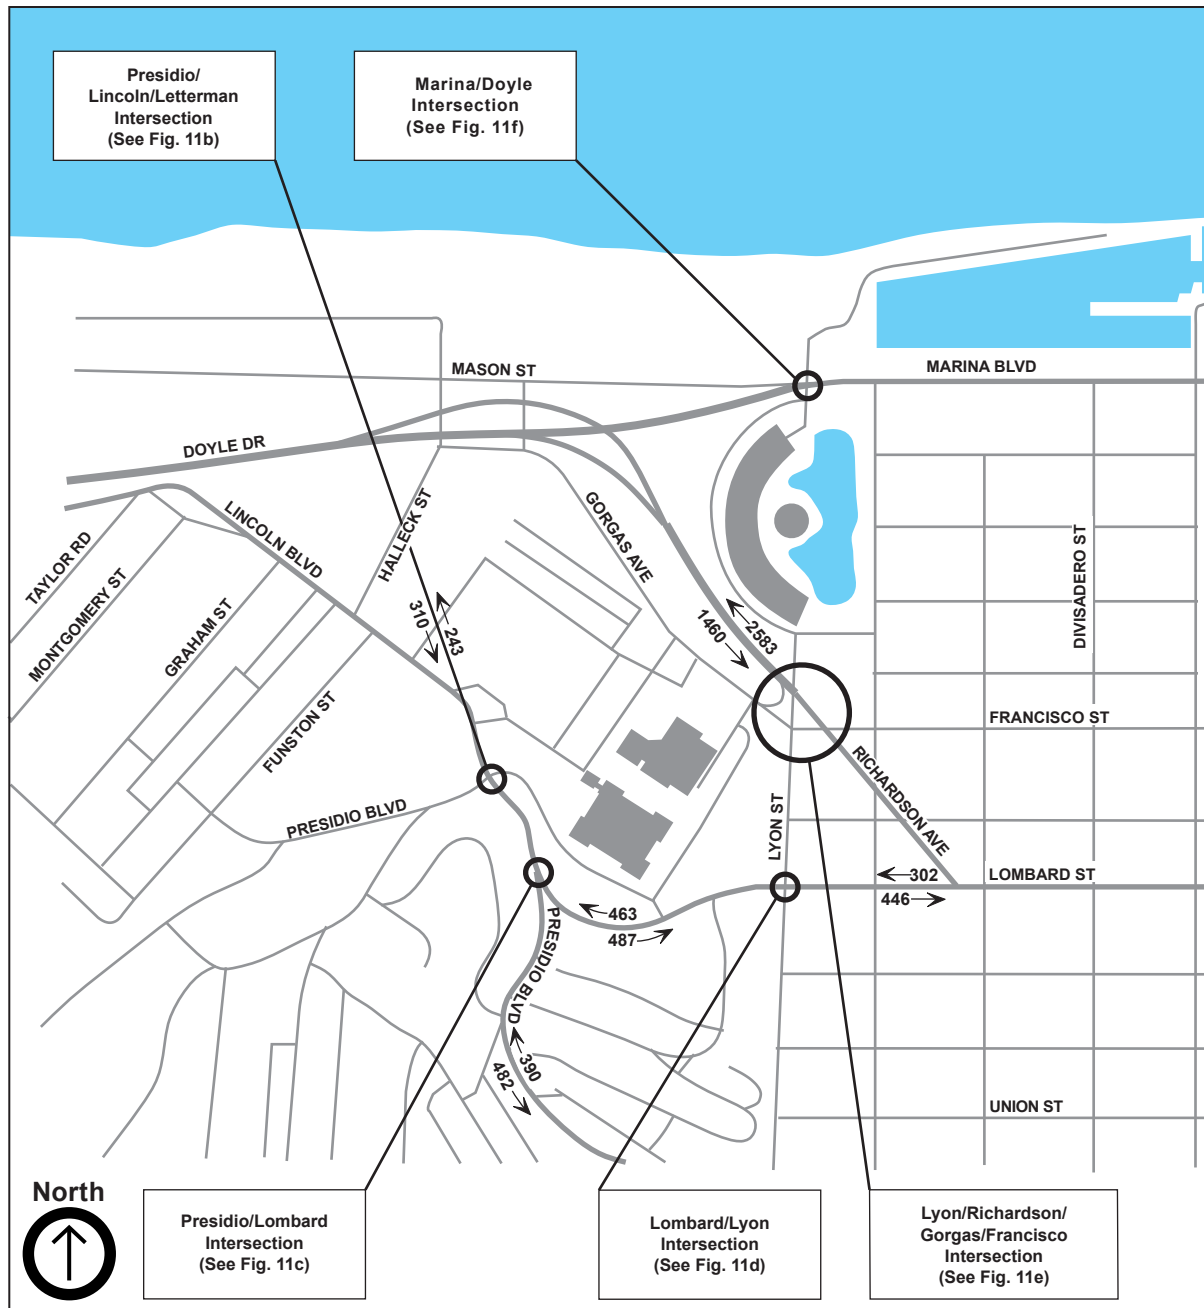 Presidio/
Lincoln/Letterman
Intersection
(See Fig. 11b)
Marina/Doyle
Intersection
(See Fig. 11f)
MASON ST
MARINA BLVD
DOYLE DR
LINCOLN BLVD
HALLECK ST
GORGAS AVE
TAYLOR RD
MONTGOMERY ST
GRAHAM ST
FUNSTON ST
DIVISADERO ST
310
243
1460
2583
FRANCISCO ST
RICHARDSON AVE
PRESIDIO BLVD
LYON ST
302
LOMBARD ST
446
463
487
PRESIDIO BLVD
390
482
UNION ST
North
Presidio/Lombard
Intersection
(See Fig. 11c)
Lombard/Lyon
Intersection
(See Fig. 11d)
Lyon/Richardson/
Gorgas/Francisco
Intersection
(See Fig. 11e)